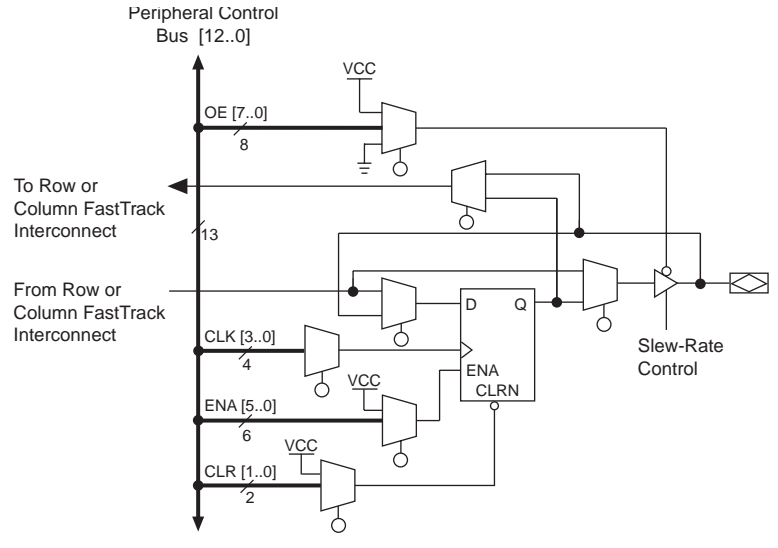 Peripheral Control
Bus [12..0]
VCC
OE [7..0]
8
To Row or
Column FastTrack
Interconnect
13
From Row or
Column FastTrack
Interconnect
D
Q
CLK [3..0]
4
ENA
CLRN
Slew-Rate
Control
VCC
ENA [5..0]
6
VCC
CLR [1..0]
2